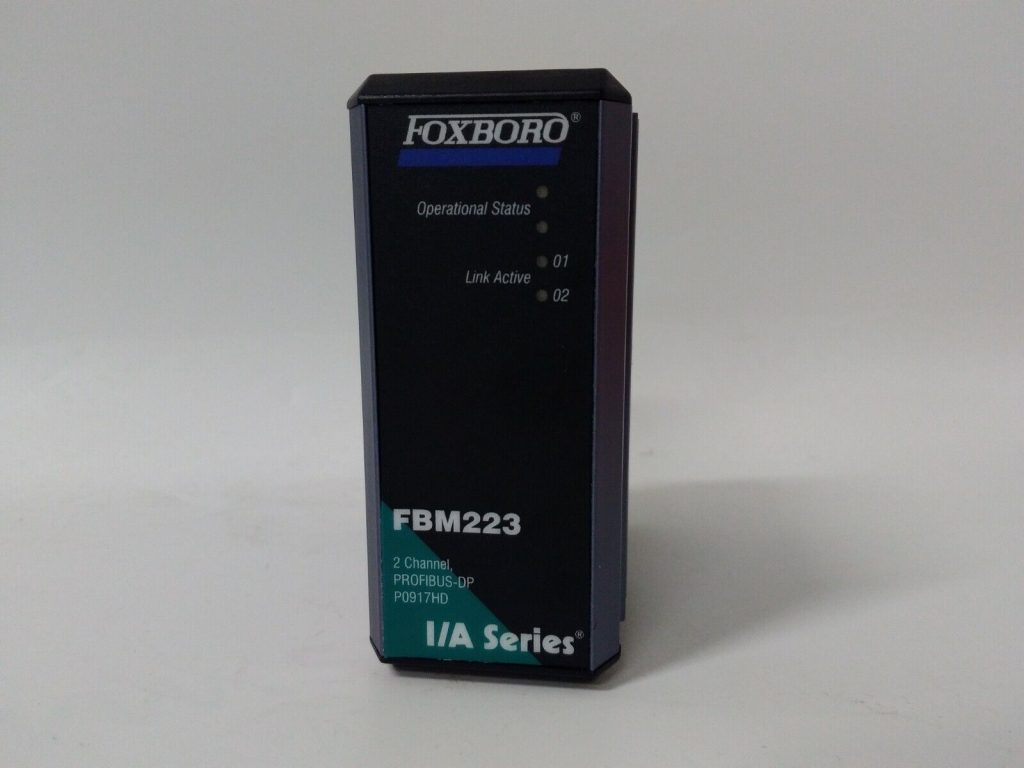 FOXBORO®
Operational Status
01
Link Active
02
FBM223
2 Channel,
PROFIBUS-DP
P0917HD
I/A Series®